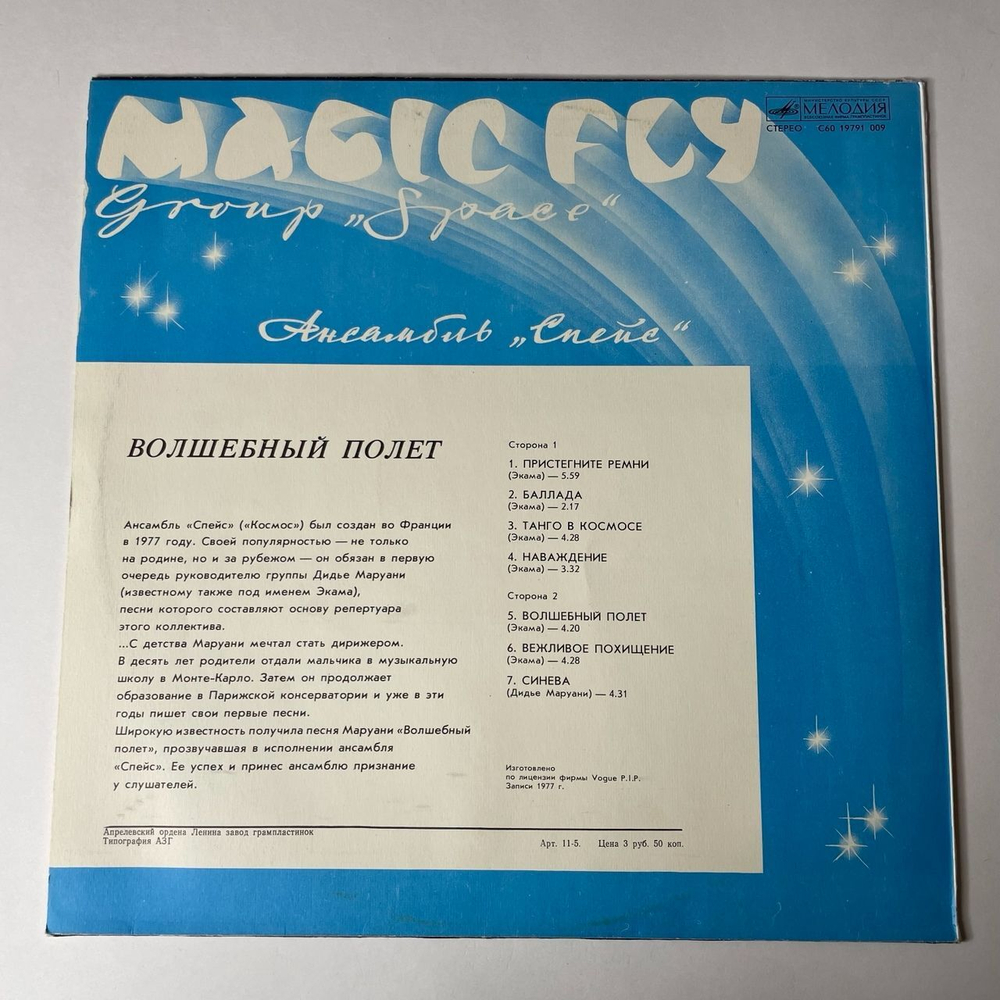 MAGIC FLY
Group „Space“
МИНИСТЕРСТВО КУЛЬТУРЫ СССР
МЕЛОДИЯ
ВСЕСОЮЗНАЯ ФИРМА ГРАМПЛАСТИНОК
СТЕРЕО С60 19791 009
Ансамбль „Спейс“
ВОЛШЕБНЫЙ ПОЛЕТ
Ансамбль «Спейс» («Космос») был создан во Франции
в 1977 году. Своей популярностью — не только
на родине, но и за рубежом — он обязан в первую
очередь руководителю группы Дидье Маруани
(известному также под именем Экама),
песни которого составляют основу репертуара
этого коллектива.
...С детства Маруани мечтал стать дирижером.
В десять лет родители отдали мальчика в музыкальную
школу в Монте-Карло. Затем он продолжает
образование в Парижской консерватории и уже в эти
годы пишет свои первые песни.
Широкую известность получила песня Маруани «Волшебный
полет», прозвучавшая в исполнении ансамбля
«Спейс». Ее успех и принес ансамблю признание
у слушателей.
Сторона 1
1. ПРИСТЕГНИТЕ РЕМНИ
(Экама) — 5.59
2. БАЛЛАДА
(Экама) — 2.17
3. ТАНГО В КОСМОСЕ
(Экама) — 4.28
4. НАВАЖДЕНИЕ
(Экама) — 3.32
Сторона 2
5. ВОЛШЕБНЫЙ ПОЛЕТ
(Экама) — 4.20
6. ВЕЖЛИВОЕ ПОХИЩЕНИЕ
(Экама) — 4.28
7. СИНЕВА
(Дидье Маруани) — 4.31
Изготовлено
по лицензии фирмы Vogue P.I.P.
Записи 1977 г.
Апрелевский ордена Ленина завод грампластинок
Типография АЗГ
Арт. 11-5. Цена 3 руб. 50 коп.